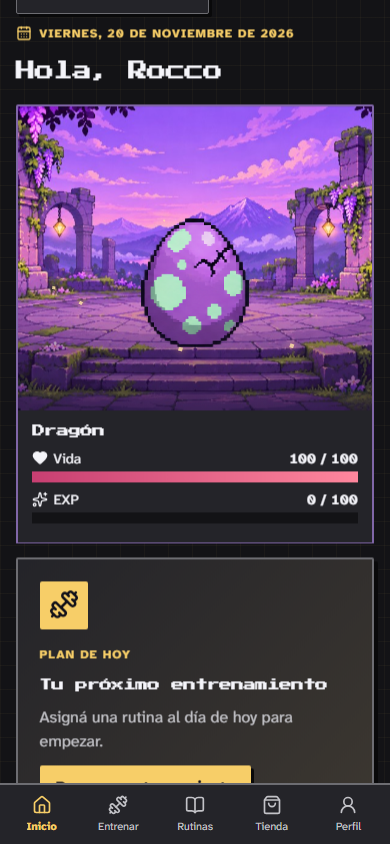 VIERNES, 20 DE NOVIEMBRE DE 2026
Hola, Rocco
Dragón
Vida 100 / 100
EXP 0 / 100
PLAN DE HOY
Tu próximo entrenamiento
Asigná una rutina al día de hoy para
empezar.
Inicio Entrenar Rutinas Tienda Perfil